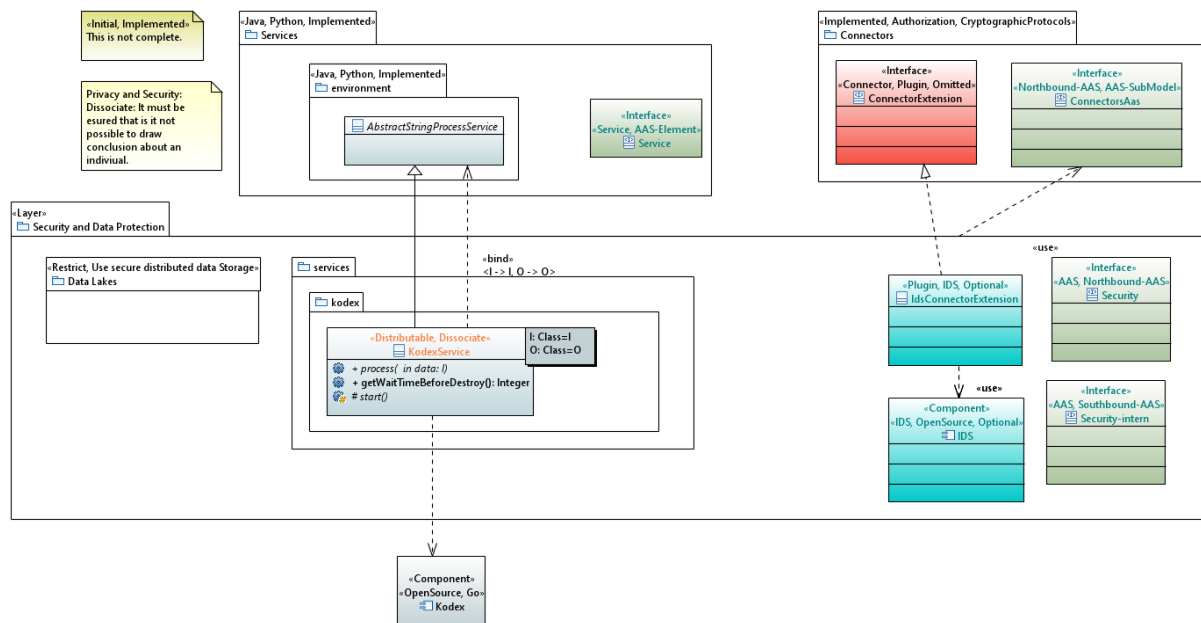 «Initial, Implemented»
This is not complete.
Privacy and Security:
Dissociate: It must be
esured that is it not
possible to draw
conclusion about an
indiviual.
«Java, Python, Implemented»
Services
«Java, Python, Implemented»
environment
AbstractStringProcessService
«Interface»
«Service, AAS-Element»
Service
«Implemented, Authorization, CryptographicProtocols»
Connectors
«Interface»
«Connector, Plugin, Omitted»
ConnectorExtension
«Interface»
«Northbound-AAS, AAS-SubModel»
ConnectorsAas
«Layer»
Security and Data Protection
«Restrict, Use secure distributed data Storage»
Data Lakes
services
«bind»
<I -> I, O -> O>
kodex
«Distributable, Dissociate»
KodexService
I: Class=I
O: Class=O
+ process( in data: I)
+ getWaitTimeBeforeDestroy(): Integer
# start()
«use»
«Plugin, IDS, Optional»
IdsConnectorExtension
«Interface»
«AAS, Northbound-AAS»
Security
«use»
«Component»
«IDS, OpenSource, Optional»
IDS
«Interface»
«AAS, Southbound-AAS»
Security-intern
«Component»
«OpenSource, Go»
Kodex